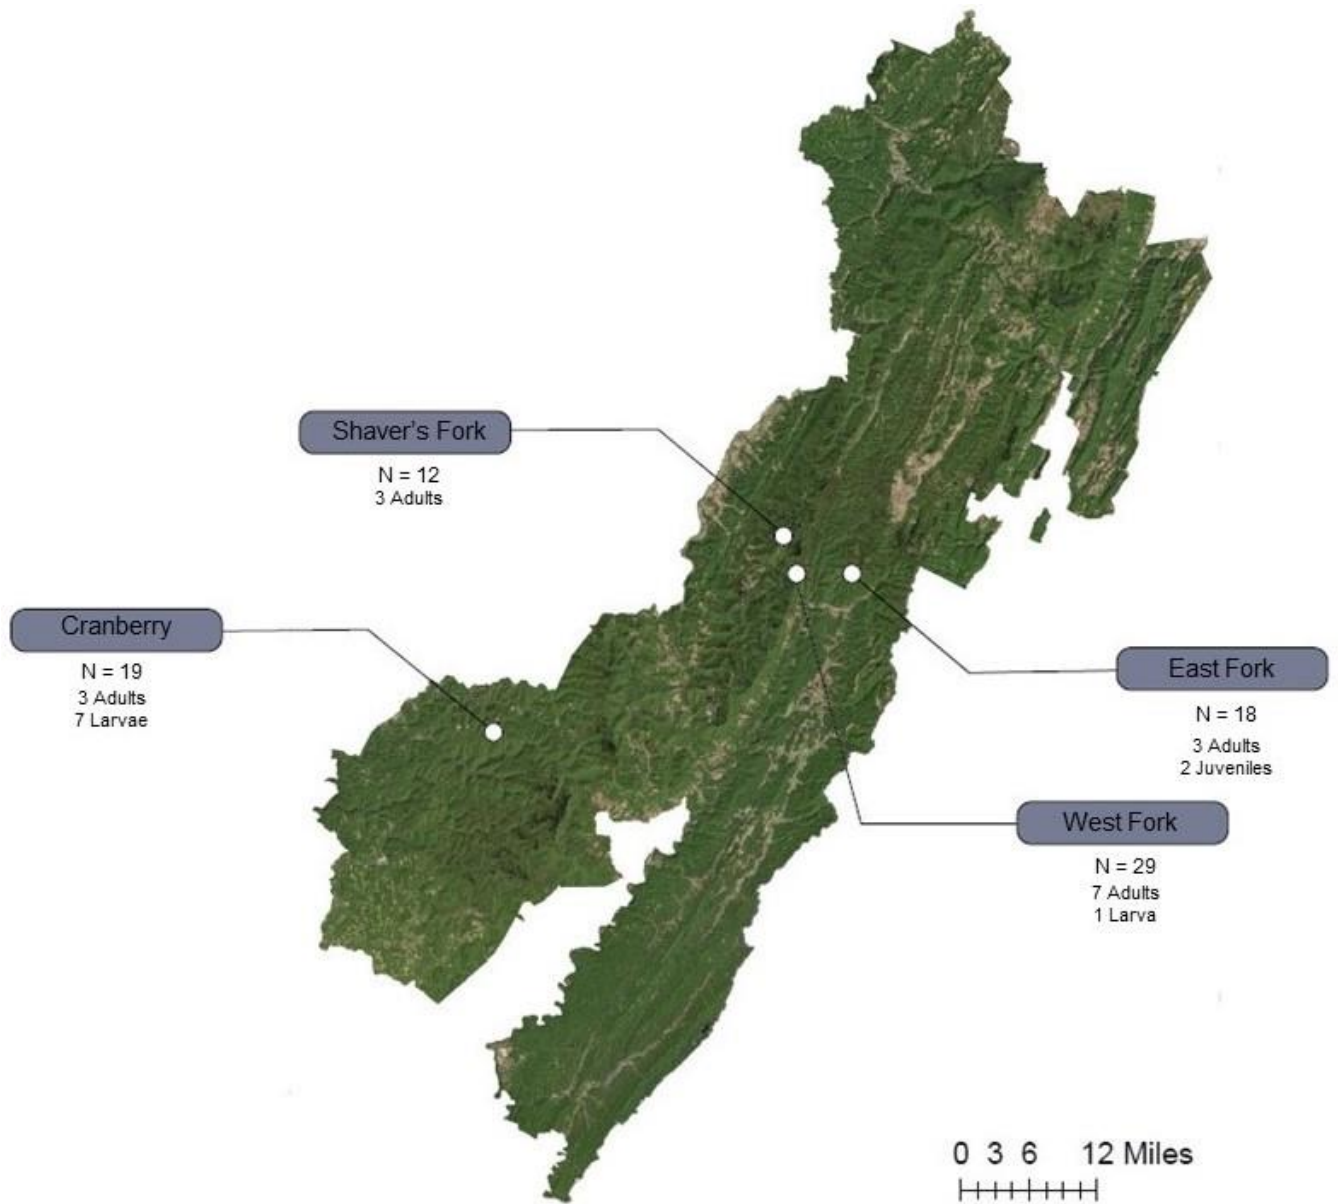 Shaver's Fork
N = 12
3 Adults
Cranberry
N = 19
3 Adults
7 Larvae
East Fork
N = 18
3 Adults
2 Juveniles
West Fork
N = 29
7 Adults
1 Larva
0 3 6 12 Miles